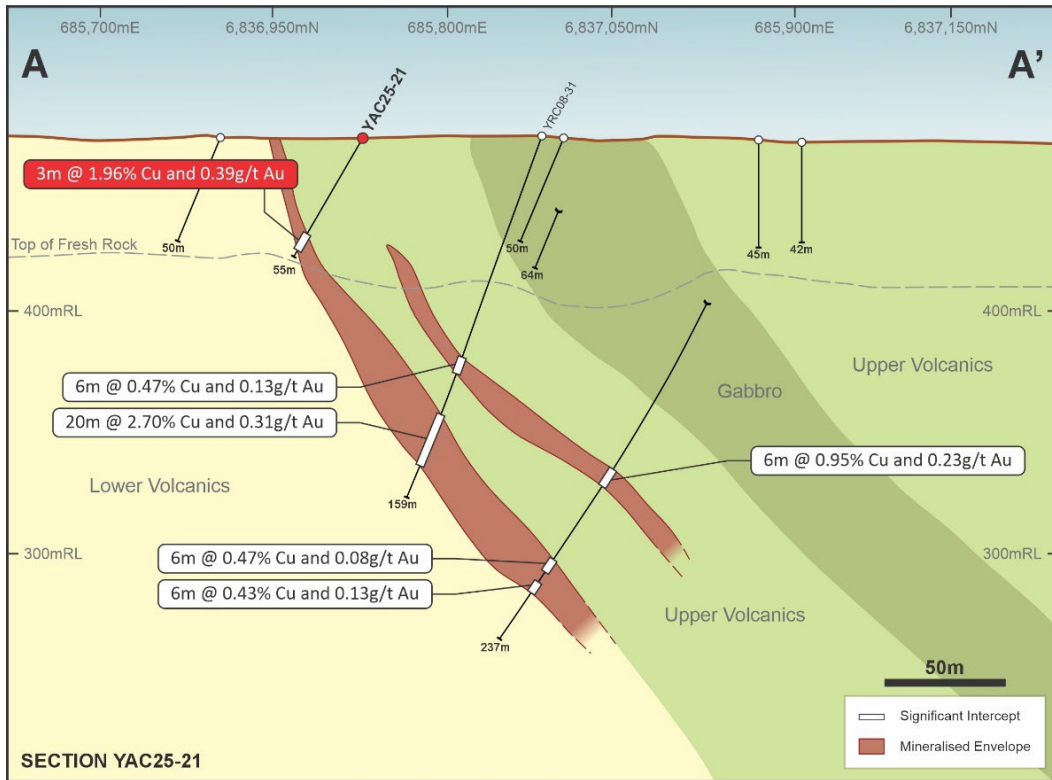 685,700mE
6,836,950mN
685,800mE
6,837,050mN
685,900mE
6,837,150mN
A
A'
YAC25-21
YRC08-31
3m @ 1.96% Cu and 0.39g/t Au
50m
55m
50m
64m
45m
42m
Top of Fresh Rock
400mRL
400mRL
Upper Volcanics
Gabbro
6m @ 0.47% Cu and 0.13g/t Au
20m @ 2.70% Cu and 0.31g/t Au
6m @ 0.95% Cu and 0.23g/t Au
Lower Volcanics
159m
300mRL
300mRL
6m @ 0.47% Cu and 0.08g/t Au
6m @ 0.43% Cu and 0.13g/t Au
Upper Volcanics
237m
50m
Significant Intercept
Mineralised Envelope
SECTION YAC25-21